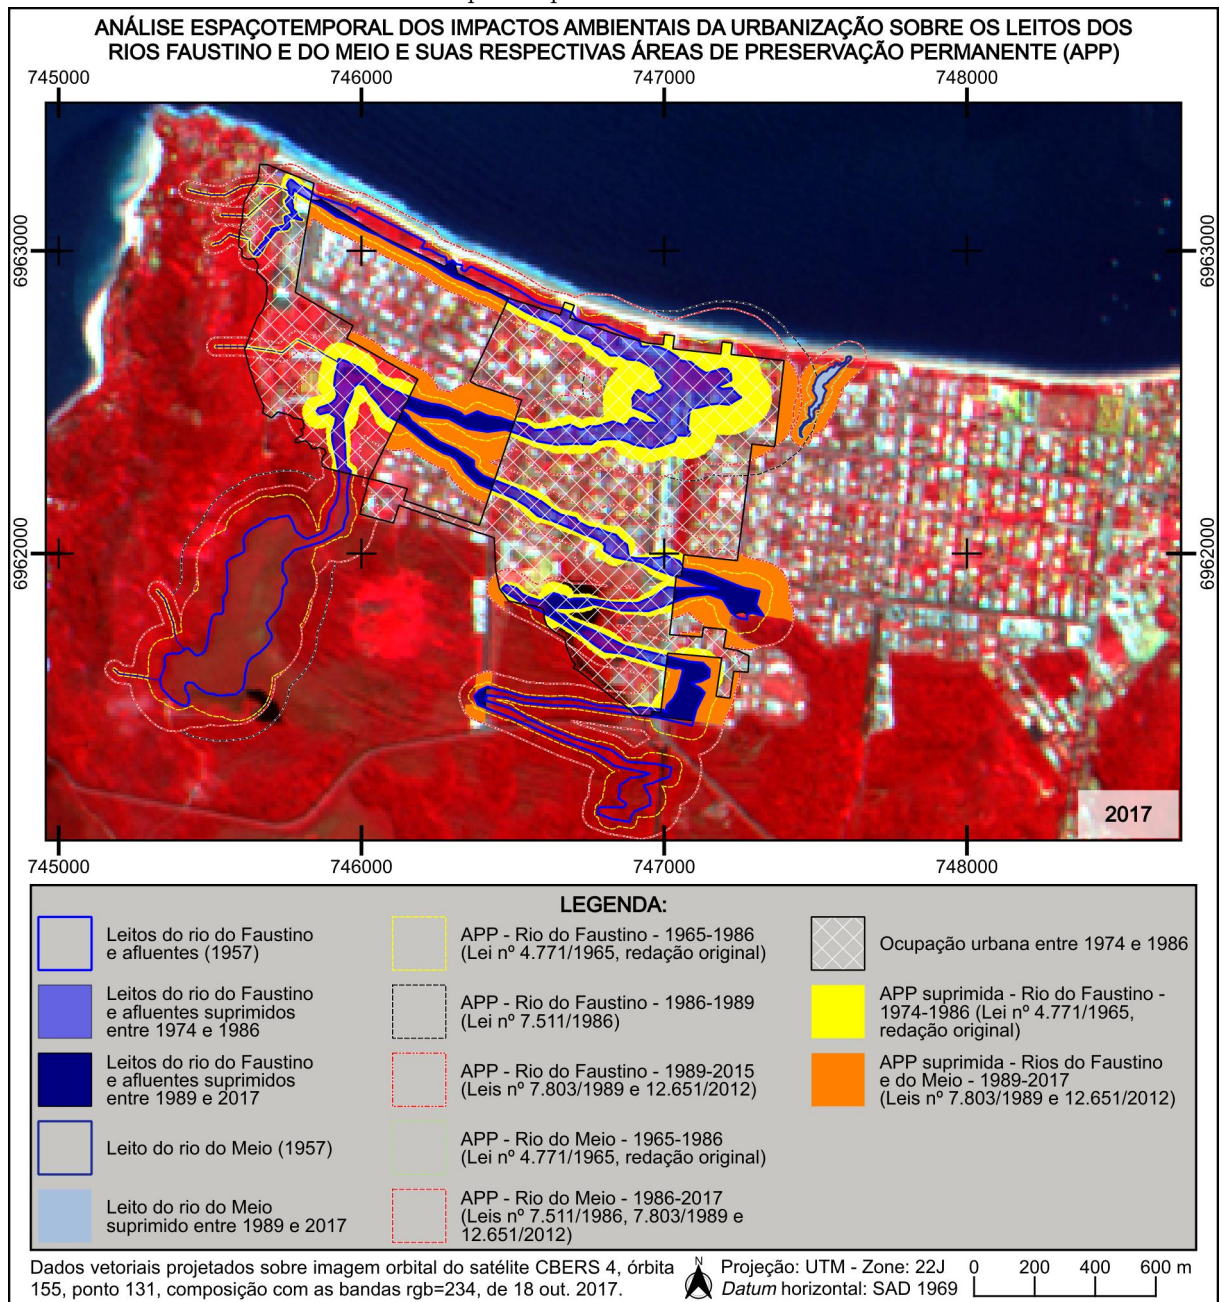 ANÁLISE ESPAÇOTEMPORAL DOS IMPACTOS AMBIENTAIS DA URBANIZAÇÃO SOBRE OS LEITOS DOS
RIOS FAUSTINO E DO MEIO E SUAS RESPECTIVAS ÁREAS DE PRESERVAÇÃO PERMANENTE (APP)
745000 746000 747000 748000
6963000 6963000
6962000 6962000
2017
745000 746000 747000 748000
LEGENDA:
Leitos do rio do Faustino
e afluentes (1957)
Leitos do rio do Faustino
e afluentes suprimidos
entre 1974 e 1986
Leitos do rio do Faustino
e afluentes suprimidos
entre 1989 e 2017
Leito do rio do Meio (1957)
Leito do rio do Meio
suprimido entre 1989 e 2017
APP - Rio do Faustino - 1965-1986
(Lei nº 4.771/1965, redação original)
APP - Rio do Faustino - 1986-1989
(Lei nº 7.511/1986)
APP - Rio do Faustino - 1989-2015
(Leis nº 7.803/1989 e 12.651/2012)
APP - Rio do Meio - 1965-1986
(Lei nº 4.771/1965, redação original)
APP - Rio do Meio - 1986-2017
(Leis nº 7.511/1986, 7.803/1989 e
12.651/2012)
Ocupação urbana entre 1974 e 1986
APP suprimida - Rio do Faustino -
1974-1986 (Lei nº 4.771/1965,
redação original)
APP suprimida - Rios do Faustino
e do Meio - 1989-2017
(Leis nº 7.803/1989 e 12.651/2012)
Dados vetoriais projetados sobre imagem orbital do satélite CBERS 4, órbita
155, ponto 131, composição com as bandas rgb=234, de 18 out. 2017.
N
Projeção: UTM - Zone: 22J
Datum horizontal: SAD 1969
0 200 400 600 m